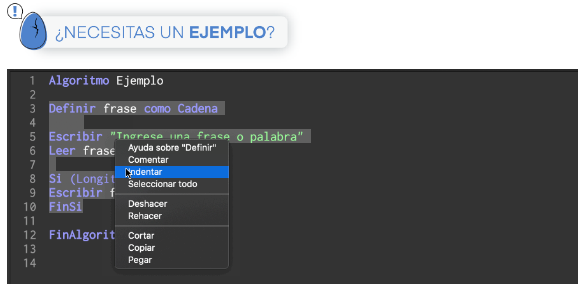 ¿NECESITAS UN EJEMPLO?
1 Algoritmo Ejemplo
2
3 Definir frase como Cadena
4
5 Escribir "Ingrese una frase o palabra"
6 Leer frase
7
8 Si (Longit
9 Escribir f
10 FinSi
11
12 FinAlgorit
13
14
Ayuda sobre "Definir"
Comentar
Indentar
Seleccionar todo
Deshacer
Rehacer
Cortar
Copiar
Pegar